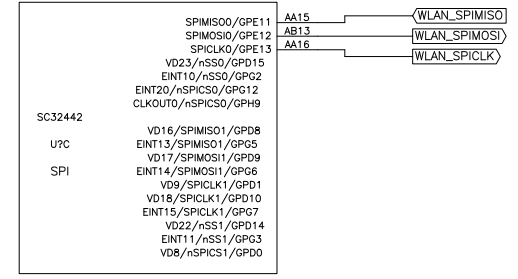 SPIMISO0/GPE11 AA15 WLAN_SPIMISO
SPIMOSI0/GPE12 AB13 WLAN_SPIMOSI
SPICLK0/GPE13 AA16 WLAN_SPICLK
VD23/nSS0/GPD15
EINT10/nSS0/GPG2
EINT20/nSPICS0/GPG12
CLKOUT0/nSPICS0/GPH9
SC32442
VD16/SPIMISO1/GPD8
U?C EINT13/SPIMISO1/GPG5
VD17/SPIMOSI1/GPD9
SPI EINT14/SPIMOSI1/GPG6
VD9/SPICLK1/GPD1
VD18/SPICLK1/GPD10
EINT15/SPICLK1/GPG7
VD22/nSS1/GPD14
EINT11/nSS1/GPG3
VD8/nSPICS1/GPD0